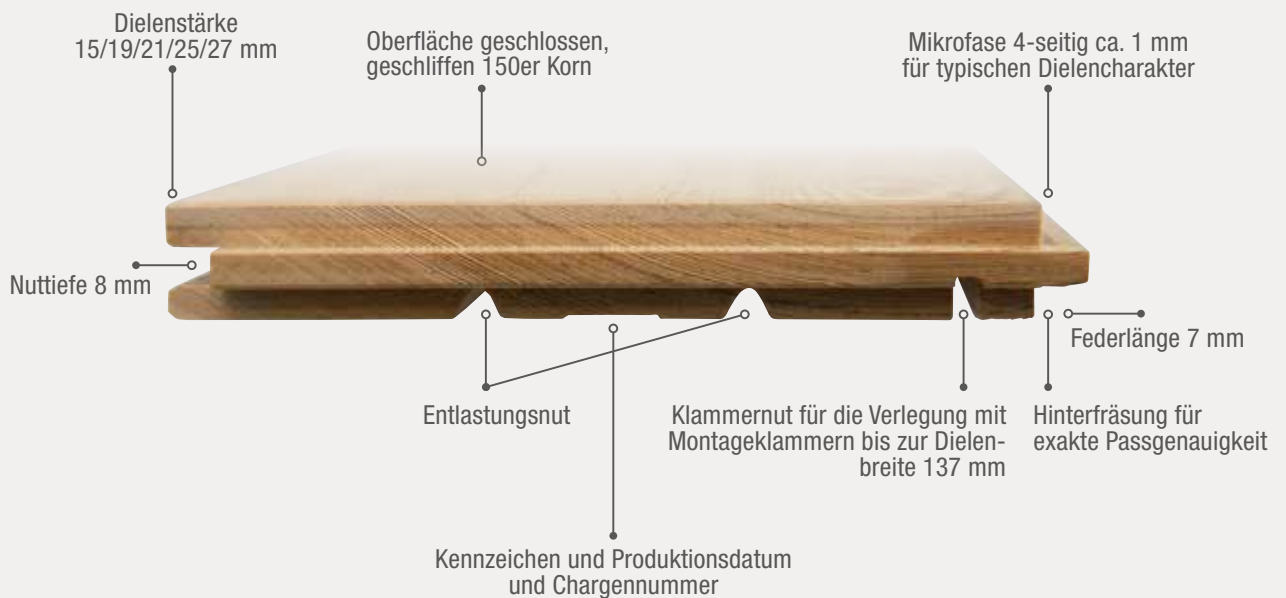 Dielenstärke
15/19/21/25/27 mm
Oberfläche geschlossen,
geschliffen 150er Korn
Mikrofase 4-seitig ca. 1 mm
für typischen Dielencharakter
Nuttiefe 8 mm
Federlänge 7 mm
Entlastungsnut
Klammernut für die Verlegung mit
Montageklammern bis zur Dielen-
breite 137 mm
Hinterfräsung für
exakte Passgenauigkeit
Kennzeichen und Produktionsdatum
und Chargennummer